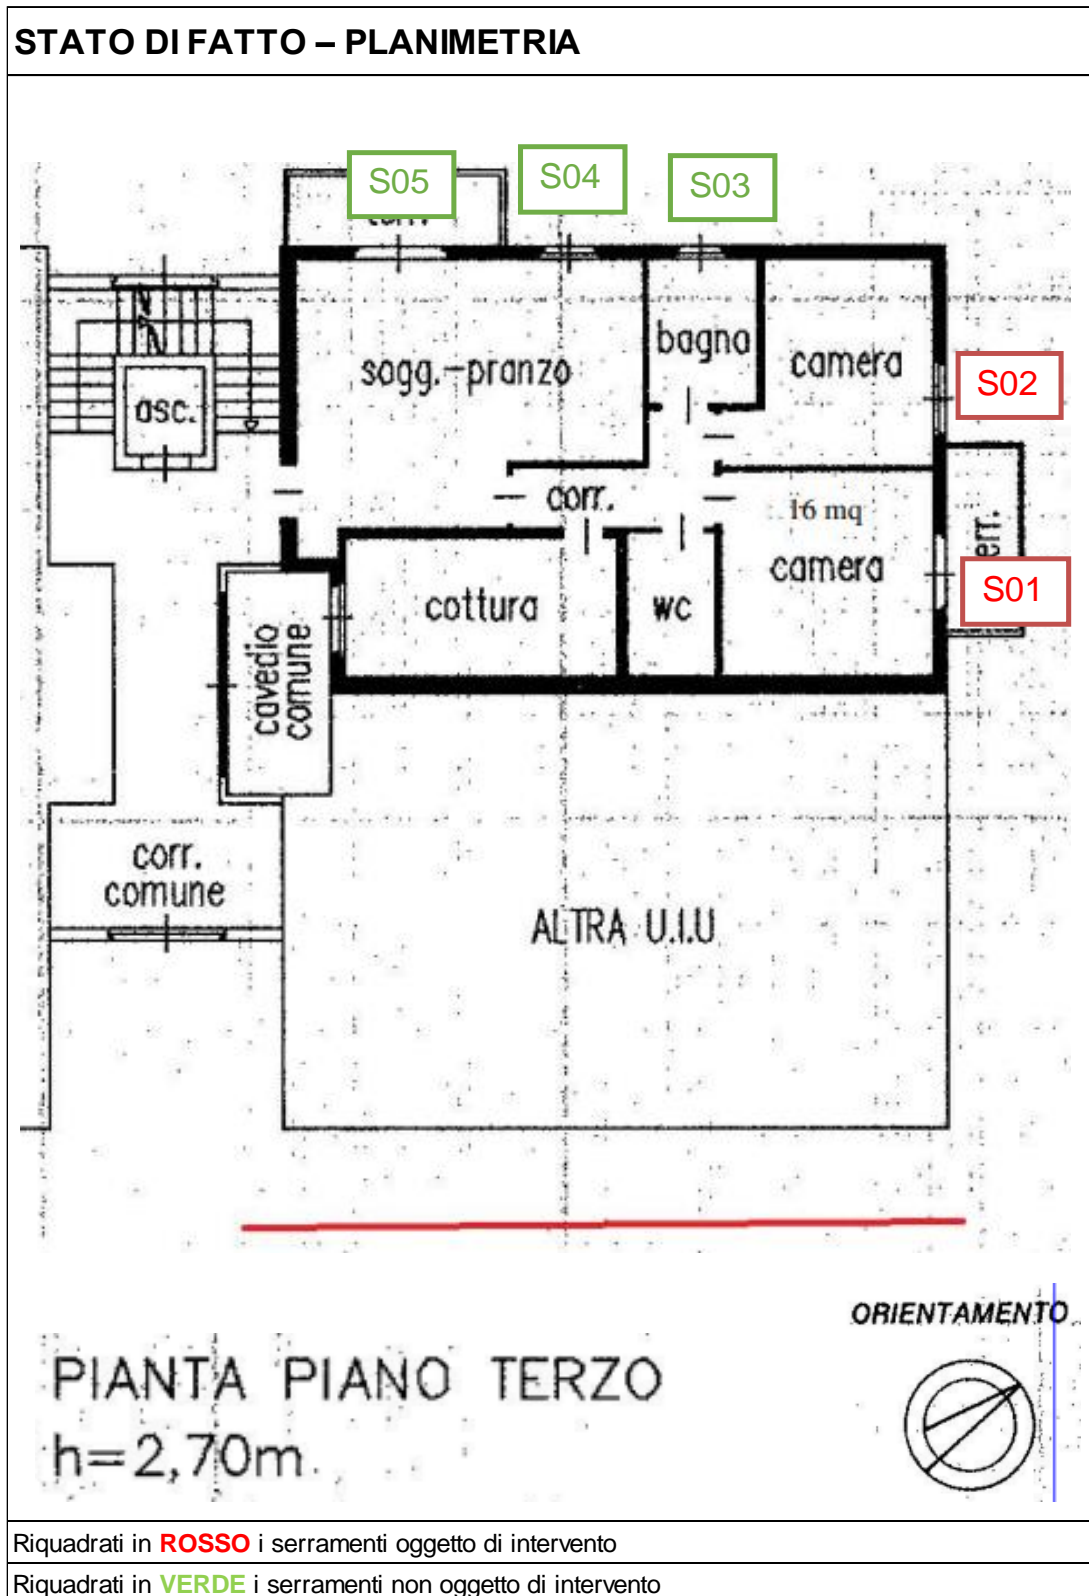 STATO DI FATTO – PLANIMETRIA
S05
S04
S03
sogg.-pranzo
bagno
camera
S02
asc.
corr.
16 mq
camera
S01
cottura
wc
cavedio
comune
corr.
comune
ALTRA U.I.U
ORIENTAMENTO
PIANTA PIANO TERZO
h=2,70m.
Riquadrati in ROSSO i serramenti oggetto di intervento
Riquadrati in VERDE i serramenti non oggetto di intervento